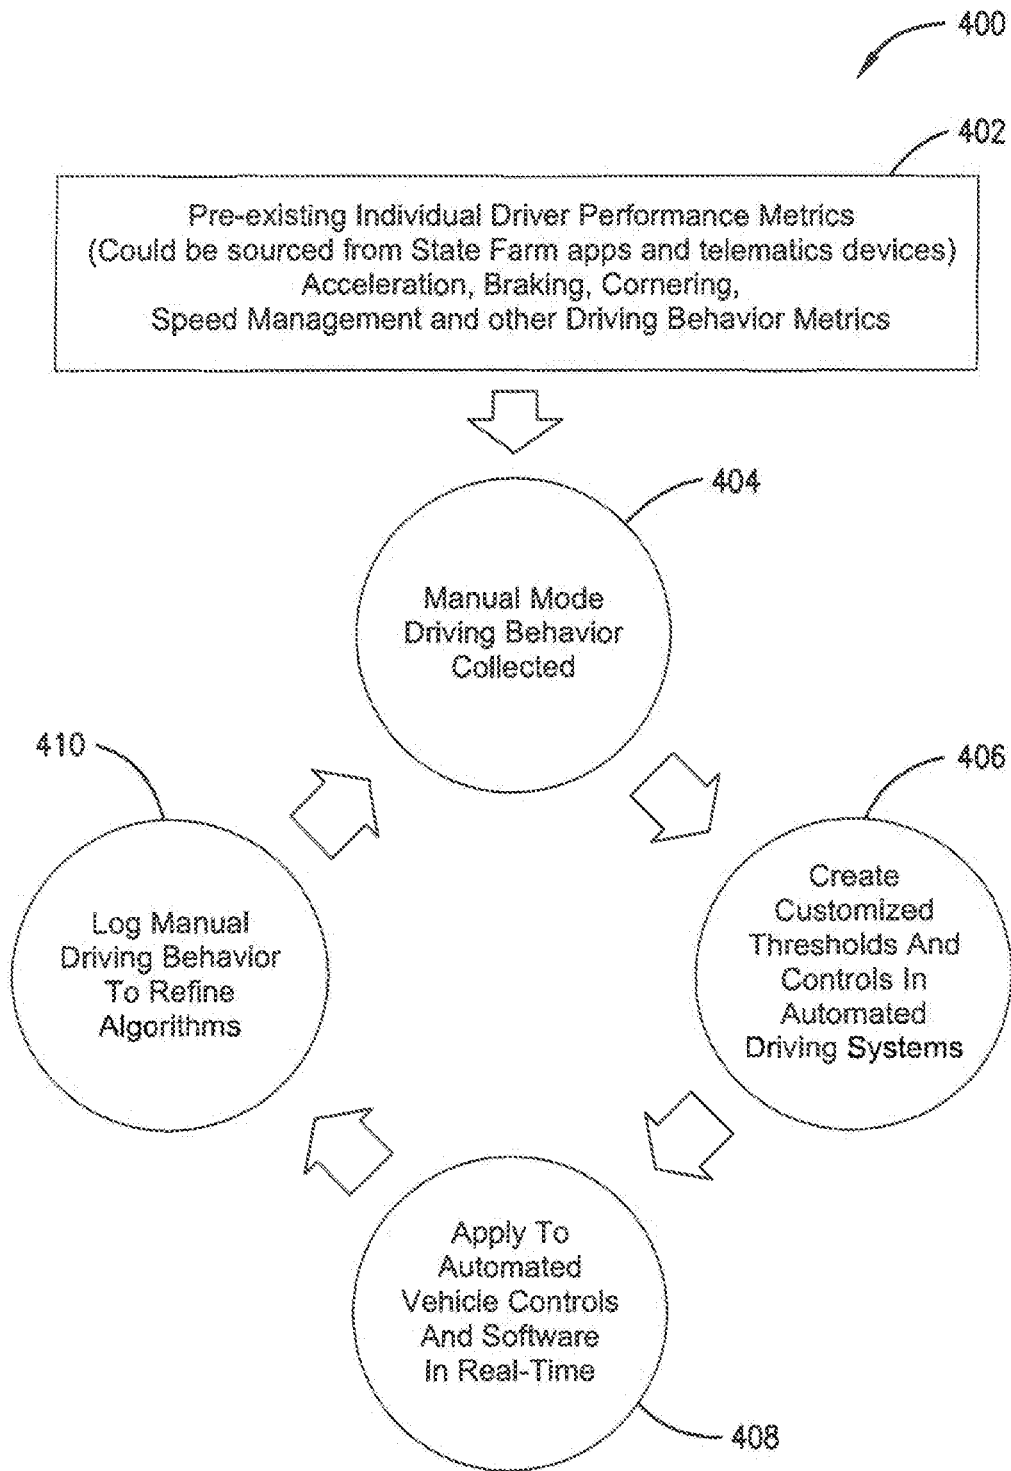 400
402
Pre-existing Individual Driver Performance Metrics
(Could be sourced from State Farm apps and telematics devices)
Acceleration, Braking, Cornering,
Speed Management and other Driving Behavior Metrics
404
Manual Mode
Driving Behavior
Collected
410
406
Log Manual
Driving Behavior
To Refine
Algorithms
Create
Customized
Thresholds And
Controls In
Automated
Driving Systems
Apply To
Automated
Vehicle Controls
And Software
In Real-Time
408